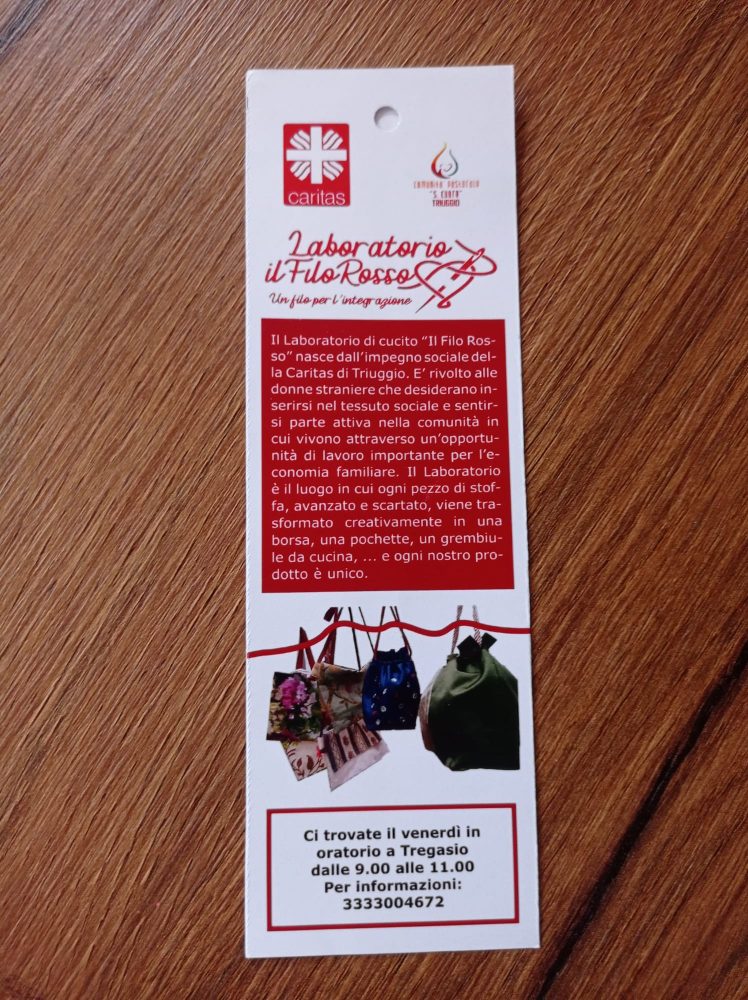 caritas
Comunità Pastorale
"S. Cuore"
TRIUGGIO
Laboratorio
il Filo Rosso
Un filo per l'integrazione
Il Laboratorio di cucito "Il Filo Ros-
so" nasce dall'impegno sociale del-
la Caritas di Triuggio. E' rivolto alle
donne straniere che desiderano in-
serirsi nel tessuto sociale e sentir-
si parte attiva nella comunità in
cui vivono attraverso un'opportu-
nità di lavoro importante per l'e-
conomia familiare. Il Laboratorio
è il luogo in cui ogni pezzo di stof-
fa, avanzato e scartato, viene tra-
sformato creativamente in una
borsa, una pochette, un grembiu-
le da cucina, ... e ogni nostro pro-
dotto è unico.
Ci trovate il venerdì in
oratorio a Tregasio
dalle 9.00 alle 11.00
Per informazioni:
3333004672